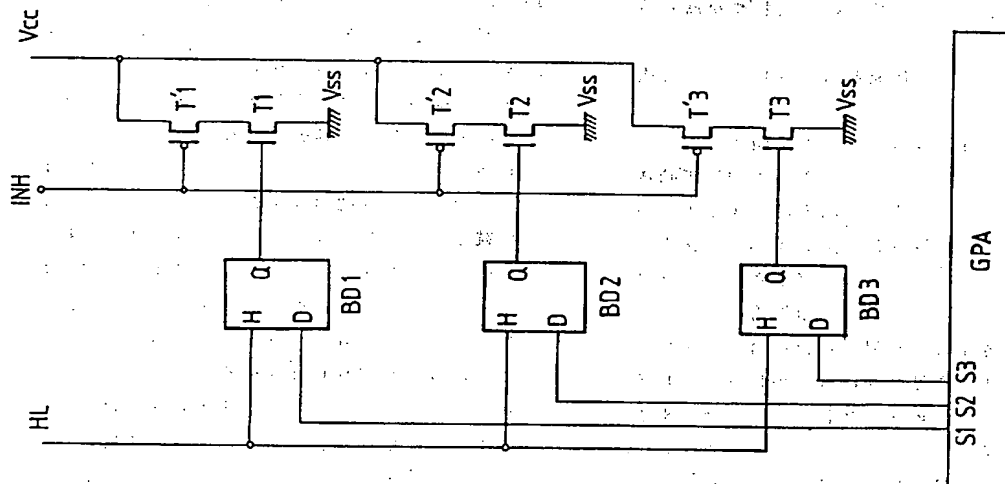 Vcc
INH
HL
T'1
T1
Vss
H
Q
D
BD1
T'2
T2
Vss
H
Q
D
BD2
T'3
T3
Vss
H
Q
D
BD3
S1
S2
S3
GPA